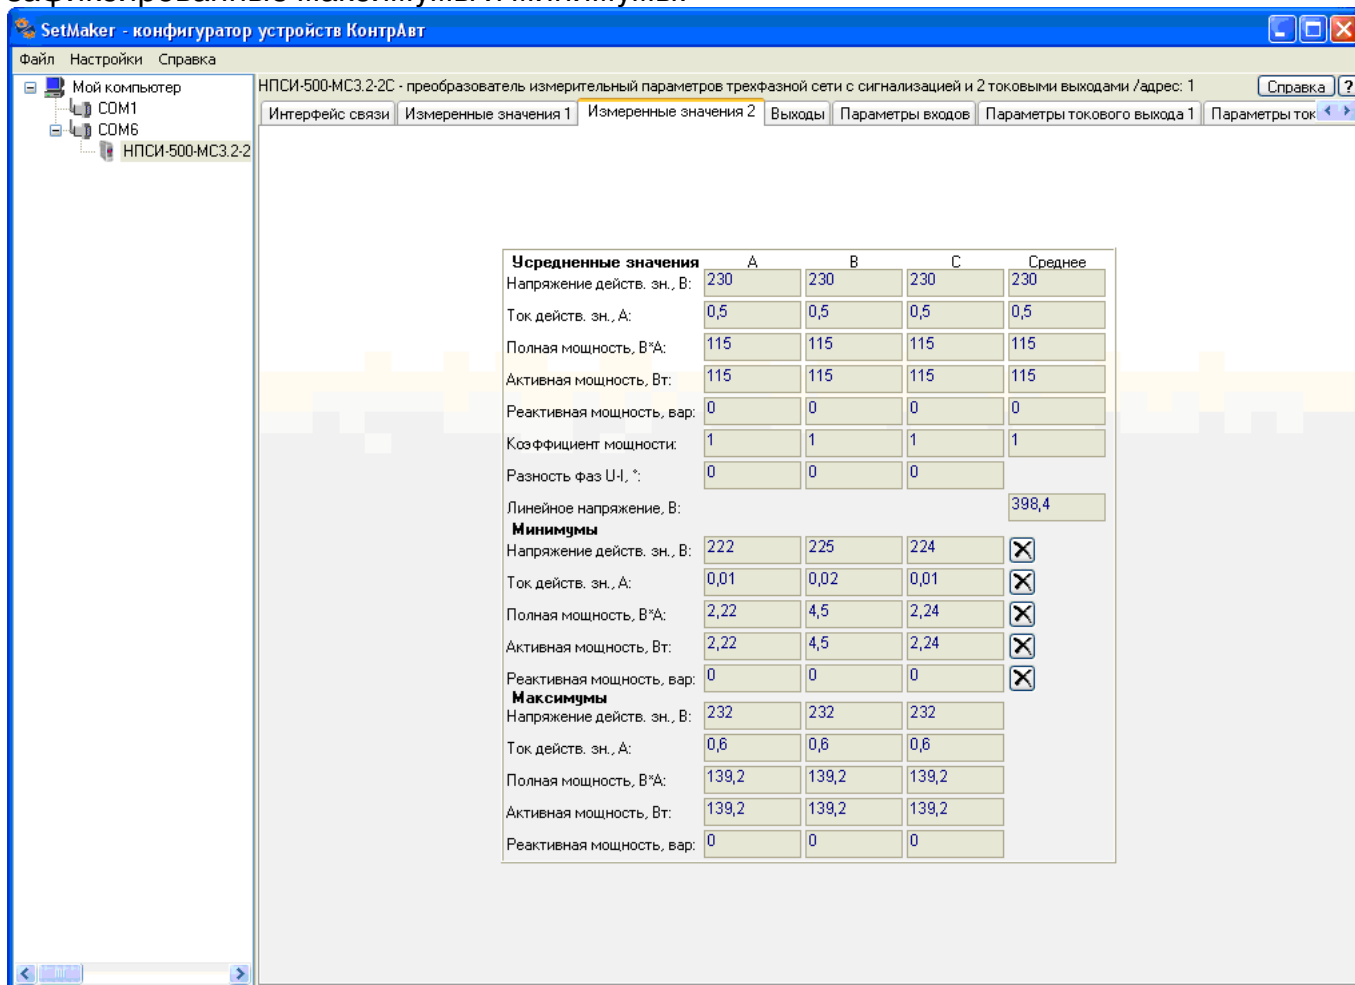 зафиксированные максимумы и минимумы.
SetMaker - конфигуратор устройств КонтрАвт
Файл Настройки Справка
Мой компьютер
COM1
COM6
НПСИ-500-МС3.2-2
НПСИ-500-МС3.2-2С - преобразователь измерительный параметров трехфазной сети с сигнализацией и 2 токовыми выходами /адрес: 1
Справка ?
Интерфейс связи Измеренные значения 1 Измеренные значения 2 Выходы Параметры входов Параметры токового выхода 1 Параметры ток
Усредненные значения A B C Среднее
Напряжение действ. зн., В: 230 230 230 230
Ток действ. зн., А: 0,5 0,5 0,5 0,5
Полная мощность, В*А: 115 115 115 115
Активная мощность, Вт: 115 115 115 115
Реактивная мощность, вар: 0 0 0 0
Коэффициент мощности: 1 1 1 1
Разность фаз U-I, °: 0 0 0
Линейное напряжение, В: 398,4
Минимумы
Напряжение действ. зн., В: 222 225 224
Ток действ. зн., А: 0,01 0,02 0,01
Полная мощность, В*А: 2,22 4,5 2,24
Активная мощность, Вт: 2,22 4,5 2,24
Реактивная мощность, вар: 0 0 0
Максимумы
Напряжение действ. зн., В: 232 232 232
Ток действ. зн., А: 0,6 0,6 0,6
Полная мощность, В*А: 139,2 139,2 139,2
Активная мощность, Вт: 139,2 139,2 139,2
Реактивная мощность, вар: 0 0 0